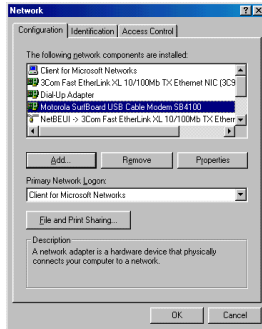 Network
Configuration Identification Access Control
The following network components are installed:
Client for Microsoft Networks
3Com Fast EtherLink XL 10/100Mb TX Ethernet NIC (3C9
Dial-Up Adapter
Motorola SurfBoard USB Cable Modem SB4100
NetBEUI -> 3Com Fast EtherLink XL 10/100Mb TX Ethern
Add... Remove Properties
Primary Network Logon:
Client for Microsoft Networks
File and Print Sharing...
Description
A network adapter is a hardware device that physically
connects your computer to a network.
OK Cancel